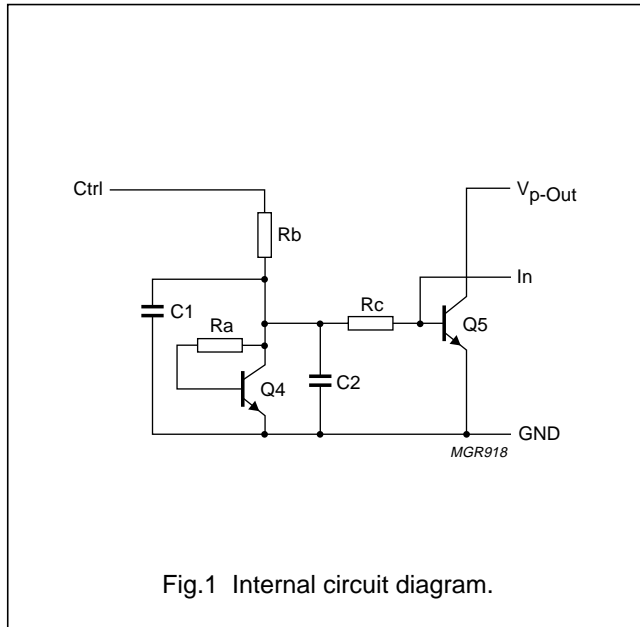 Ctrl
Vp-Out
Rb
In
C1
Rc
Ra
Q5
Q4
C2
GND
MGR918
Fig.1 Internal circuit diagram.